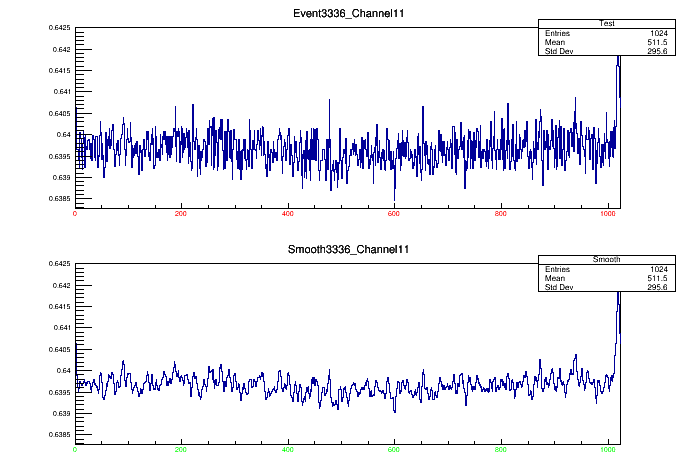 Event3336_Channel11
Test
Entries 1024
Mean 511.5
Std Dev 295.6
0.6425
0.642
0.6415
0.641
0.6405
0.64
0.6395
0.639
0.6385
0 200 400 600 800 1000
Smooth3336_Channel11
Smooth
Entries 1024
Mean 511.5
Std Dev 295.6
0.6425
0.642
0.6415
0.641
0.6405
0.64
0.6395
0.639
0.6385
0 200 400 600 800 1000